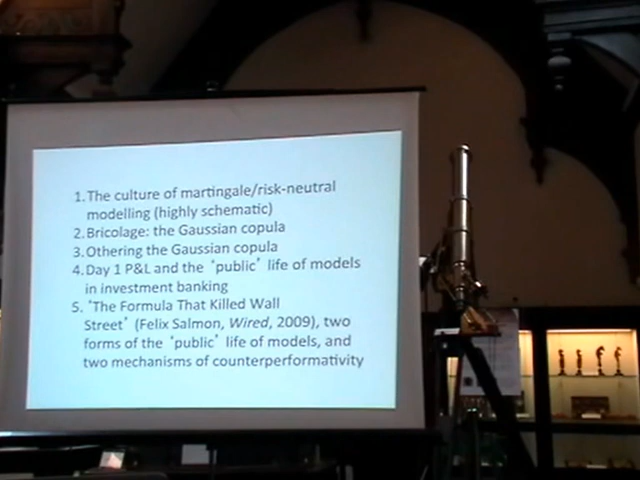 1. The culture of martingale/risk-neutral
modelling (highly schematic)
2. Bricolage: the Gaussian copula
3. Othering the Gaussian copula
4. Day 1 P&L and the ‘public’ life of models
in investment banking
5. ‘The Formula That Killed Wall
Street’ (Felix Salmon, Wired, 2009), two
forms of the ‘public’ life of models, and
two mechanisms of counterperformativity